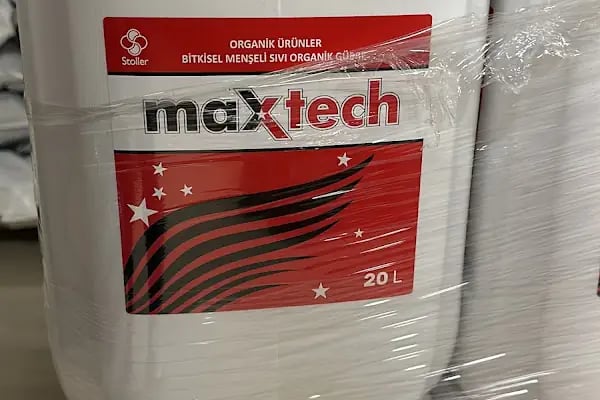 Stoller
ORGANİK ÜRÜNLER
BİTKİSEL MENŞELİ SIVI ORGANİK GÜBRE
maxtech
20 L